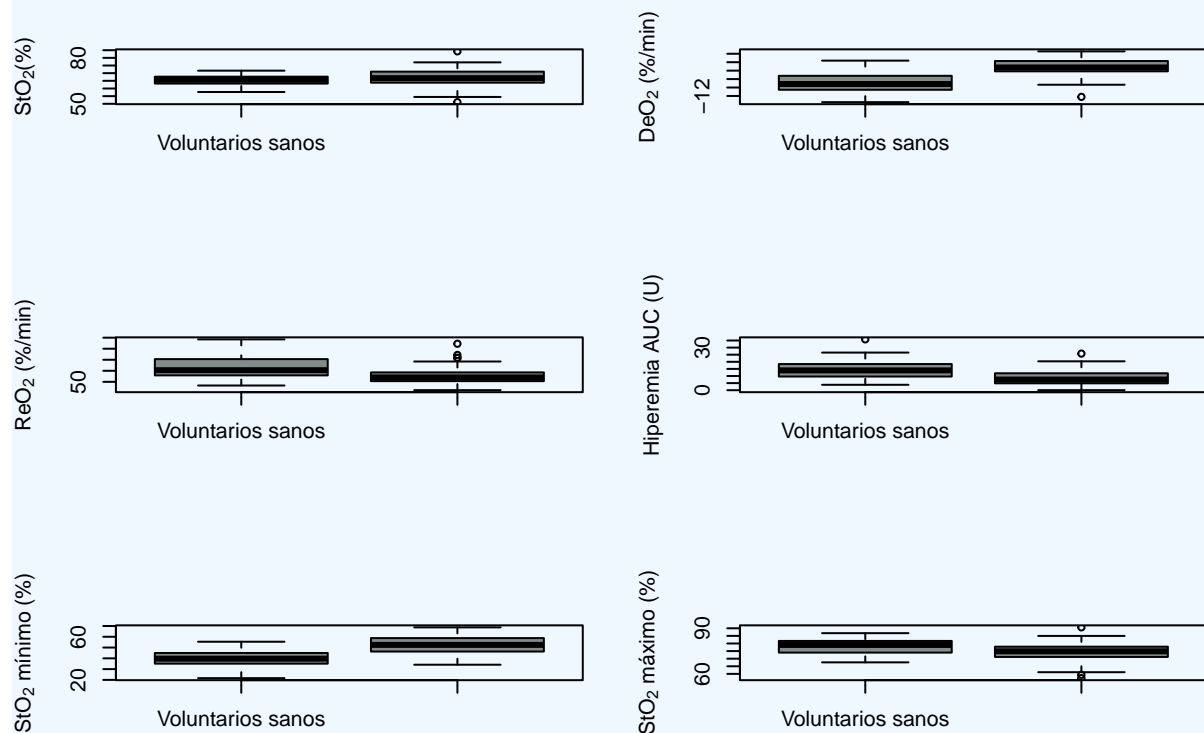 StO₂(%)
80
50
Voluntarios sanos
DeO₂ (%/min)
−12
Voluntarios sanos
ReO₂ (%/min)
50
Voluntarios sanos
Hiperemia AUC (U)
30
0
Voluntarios sanos
StO₂ mínimo (%)
60
20
Voluntarios sanos
StO₂ máximo (%)
90
60
Voluntarios sanos